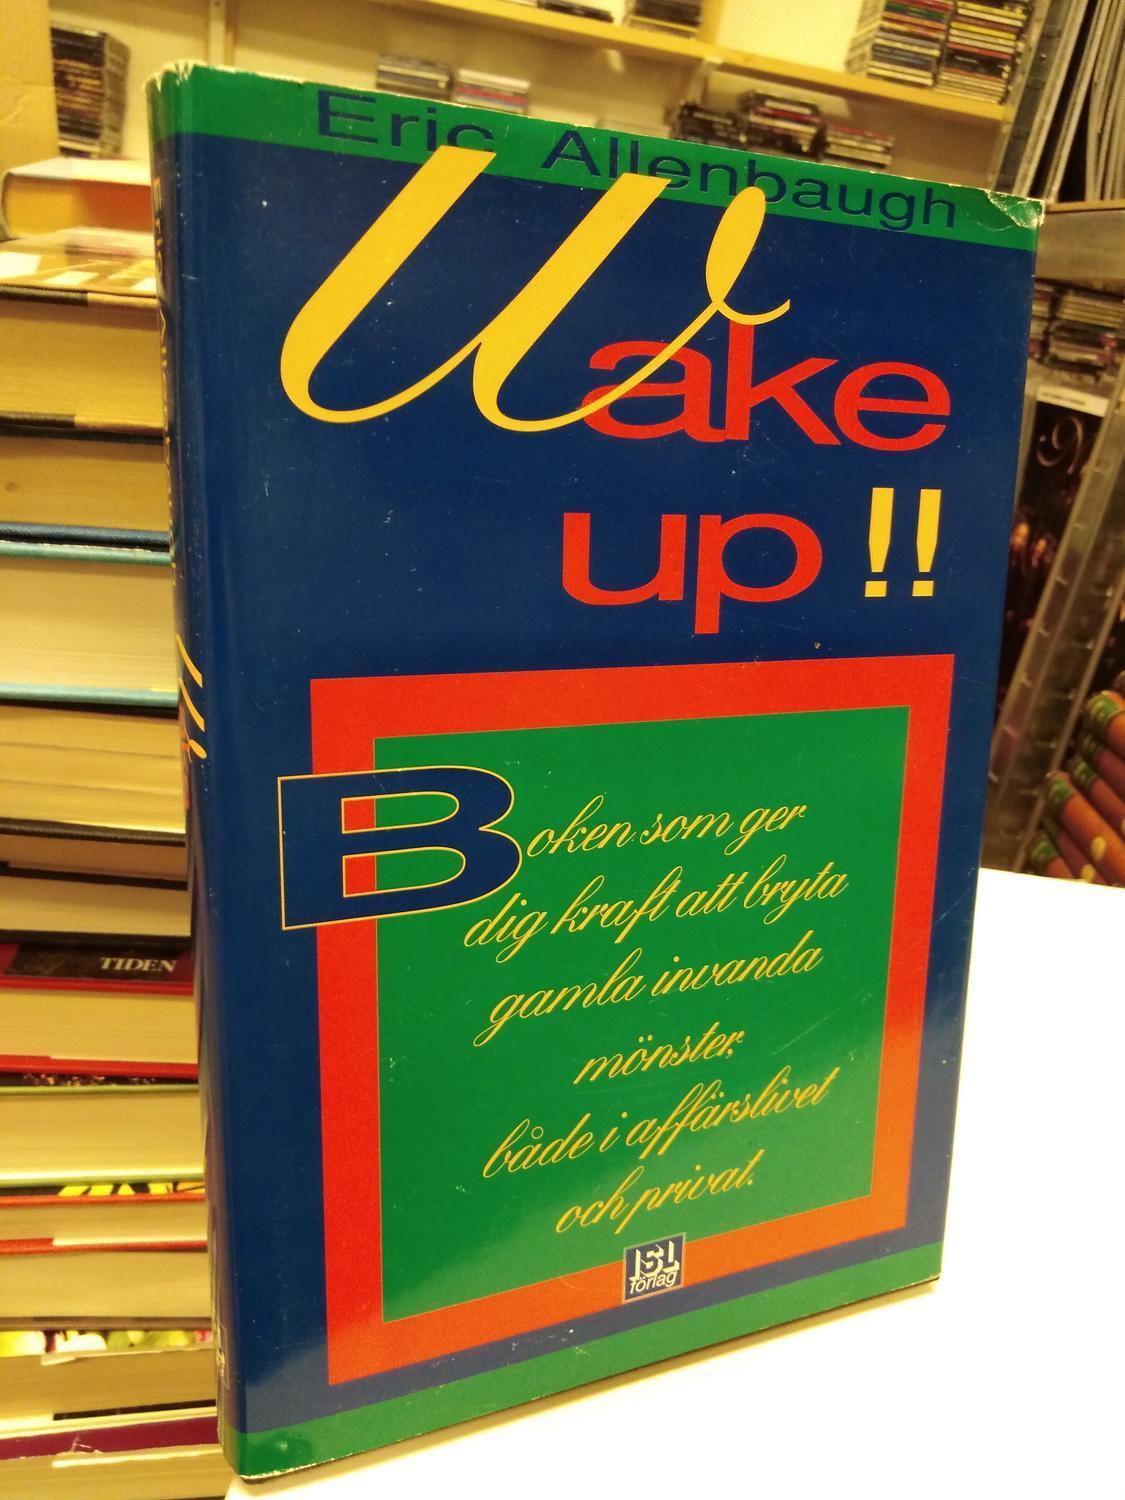 Eric Allenbaugh
Wake
up!!
Boken som ger
dig kraft att bryta
gamla invanda
mönster,
både i affärslivet
och privat.
ISL
förlag
TIDEN